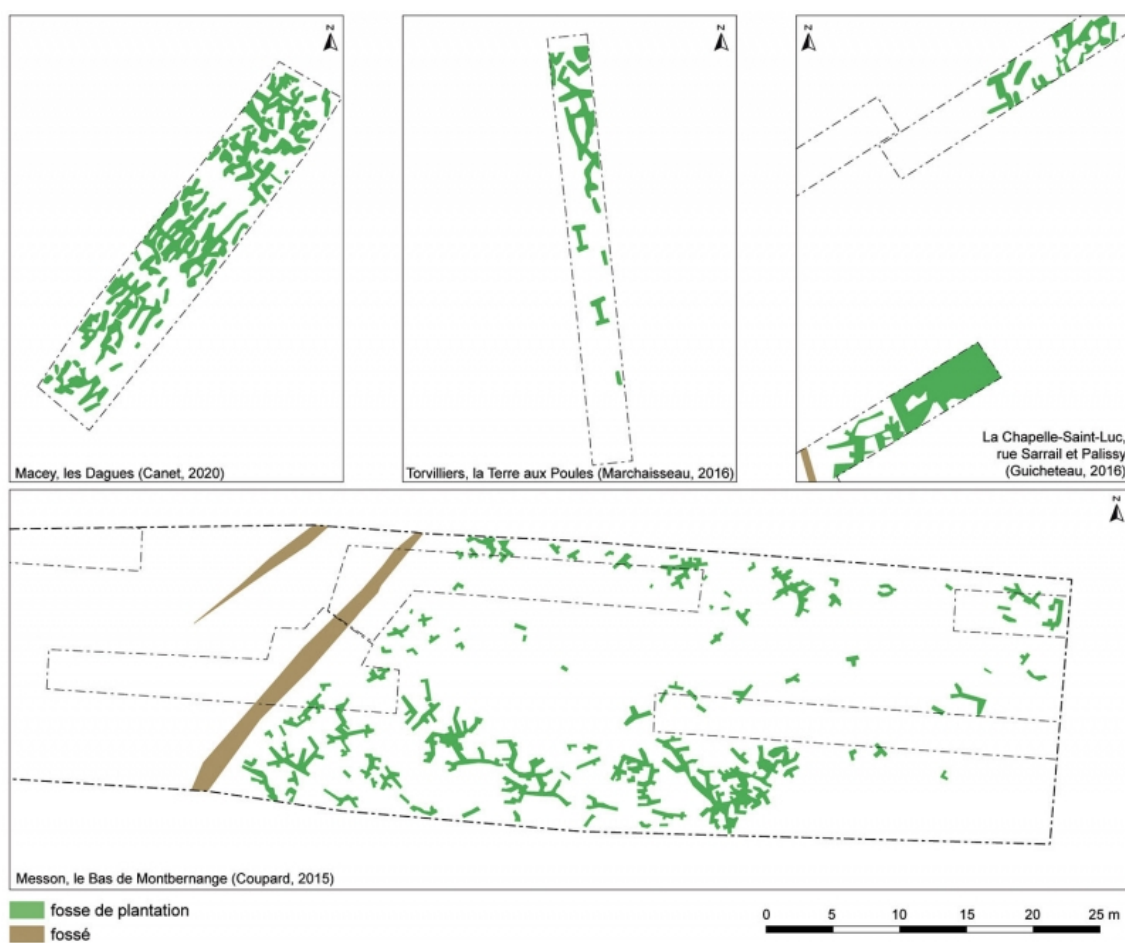 N
N
N
Macey, les Dagues (Canet, 2020)
Torvilliers, la Terre aux Poules (Marchaisseau, 2016)
La Chapelle-Saint-Luc,
rue Sarrail et Palissy
(Guicheteau, 2016)
N
Messon, le Bas de Montbernange (Coupard, 2015)
fosse de plantation
fossé
0 5 10 15 20 25 m